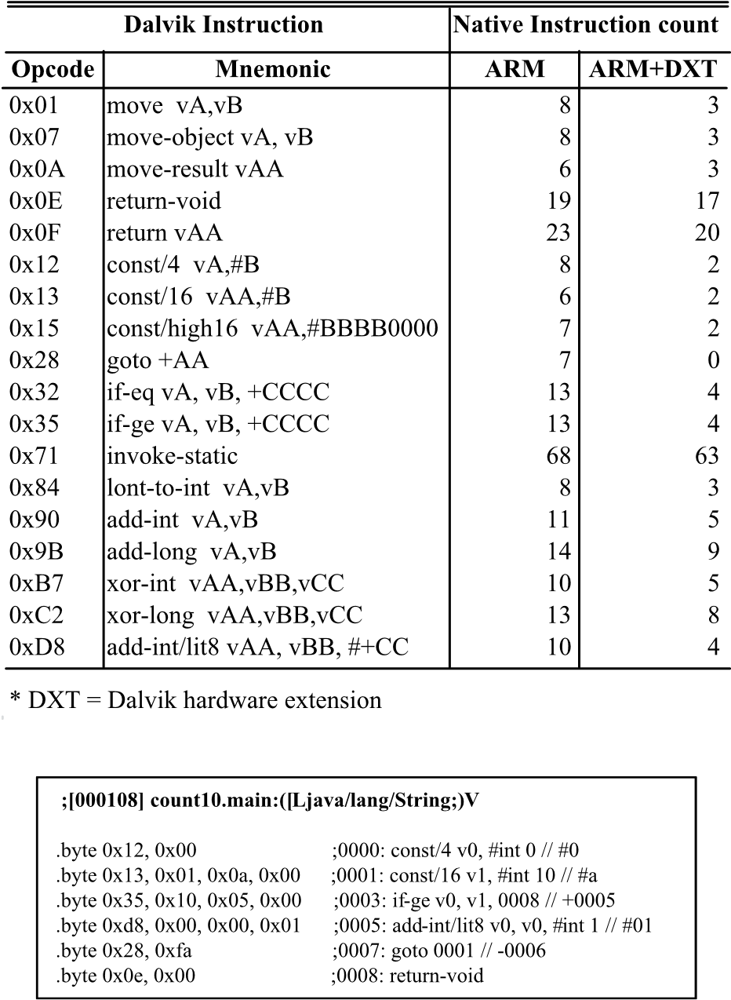 Dalvik Instruction Native Instruction count
Opcode Mnemonic ARM ARM+DXT
0x01 move vA,vB 8 3
0x07 move-object vA, vB 8 3
0x0A move-result vAA 6 3
0x0E return-void 19 17
0x0F return vAA 23 20
0x12 const/4 vA,#B 8 2
0x13 const/16 vAA,#B 6 2
0x15 const/high16 vAA,#BBBB0000 7 2
0x28 goto +AA 7 0
0x32 if-eq vA, vB, +CCCC 13 4
0x35 if-ge vA, vB, +CCCC 13 4
0x71 invoke-static 68 63
0x84 lont-to-int vA,vB 8 3
0x90 add-int vA,vB 11 5
0x9B add-long vA,vB 14 9
0xB7 xor-int vAA,vBB,vCC 10 5
0xC2 xor-long vAA,vBB,vCC 13 8
0xD8 add-int/lit8 vAA, vBB, #+CC 10 4
* DXT = Dalvik hardware extension
;[000108] count10.main:([Ljava/lang/String;)V
.byte 0x12, 0x00 ;0000: const/4 v0, #int 0 // #0
.byte 0x13, 0x01, 0x0a, 0x00 ;0001: const/16 v1, #int 10 // #a
.byte 0x35, 0x10, 0x05, 0x00 ;0003: if-ge v0, v1, 0008 // +0005
.byte 0xd8, 0x00, 0x00, 0x01 ;0005: add-int/lit8 v0, v0, #int 1 // #01
.byte 0x28, 0xfa ;0007: goto 0001 // -0006
.byte 0x0e, 0x00 ;0008: return-void